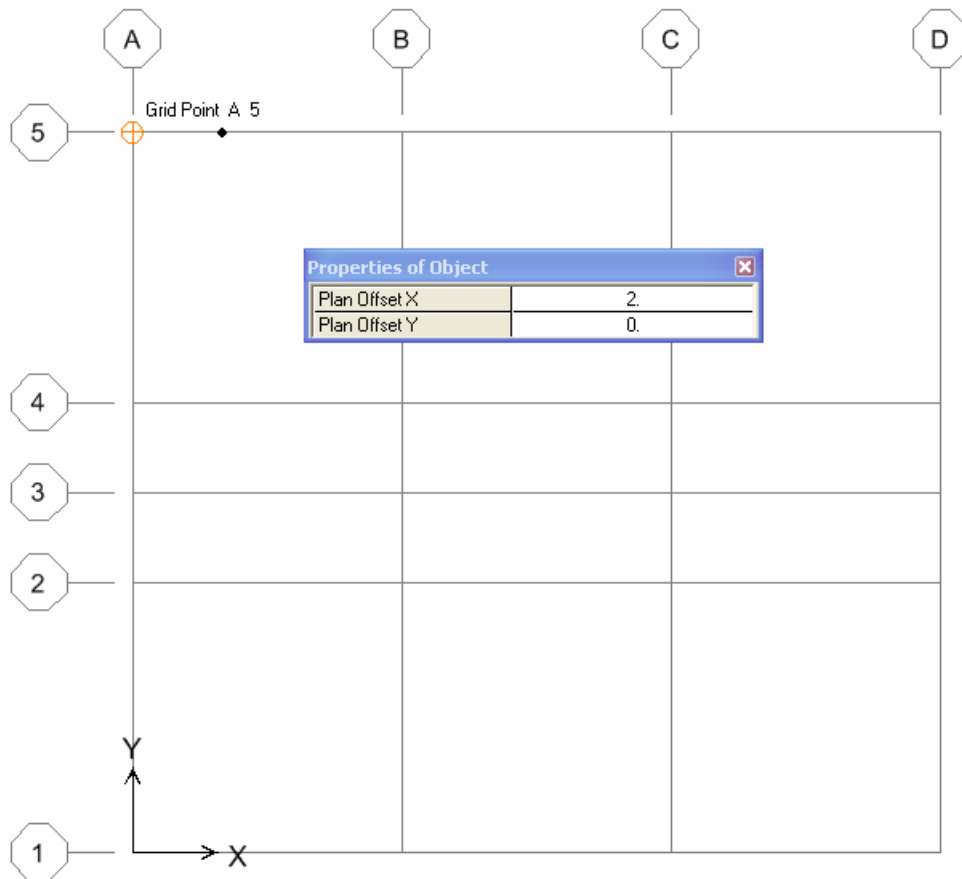 A B C D
Grid Point A 5
5
Properties of Object
Plan Offset X 2.
Plan Offset Y 0.
4
3
2
Y
X
1